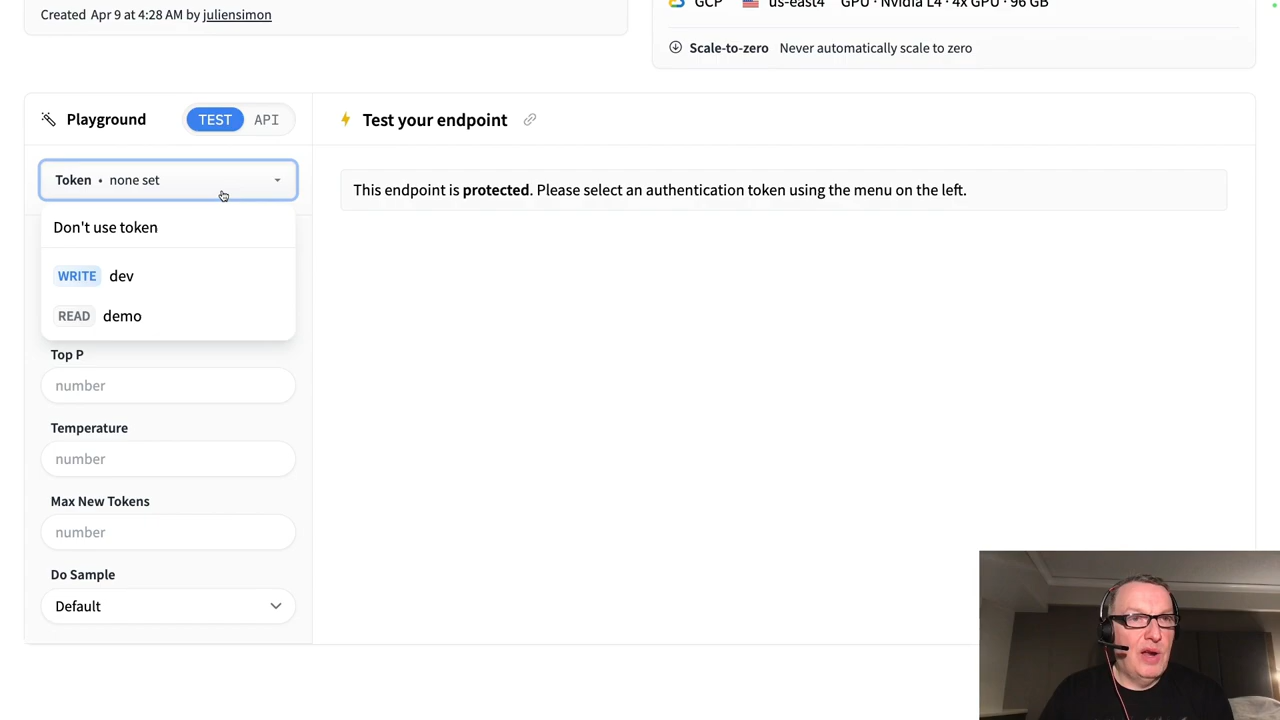 Created Apr 9 at 4:28 AM by juliensimon
GCP us-east4 GPU · Nvidia L4 · 4x GPU · 96 GB
Scale-to-zero Never automatically scale to zero
Playground TEST API
Test your endpoint
Token • none set
This endpoint is protected. Please select an authentication token using the menu on the left.
Don't use token
WRITE dev
READ demo
Top P
number
Temperature
number
Max New Tokens
number
Do Sample
Default